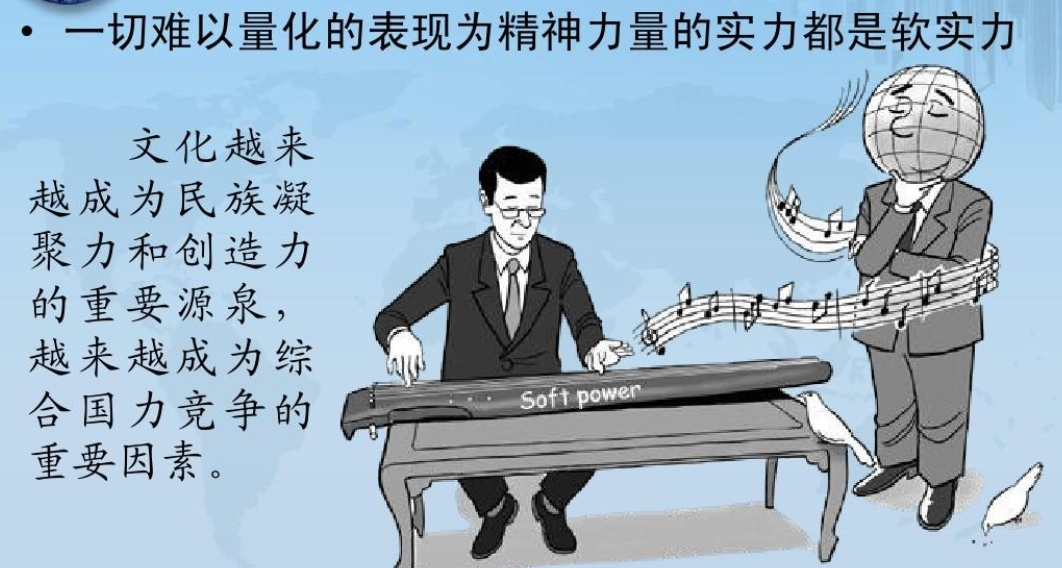 • 一切难以量化的表现为精神力量的实力都是软实力
文化越来
越成为民族凝
聚力和创造力
的重要源泉，
越来越成为综
合国力竞争的
重要因素。
Soft power